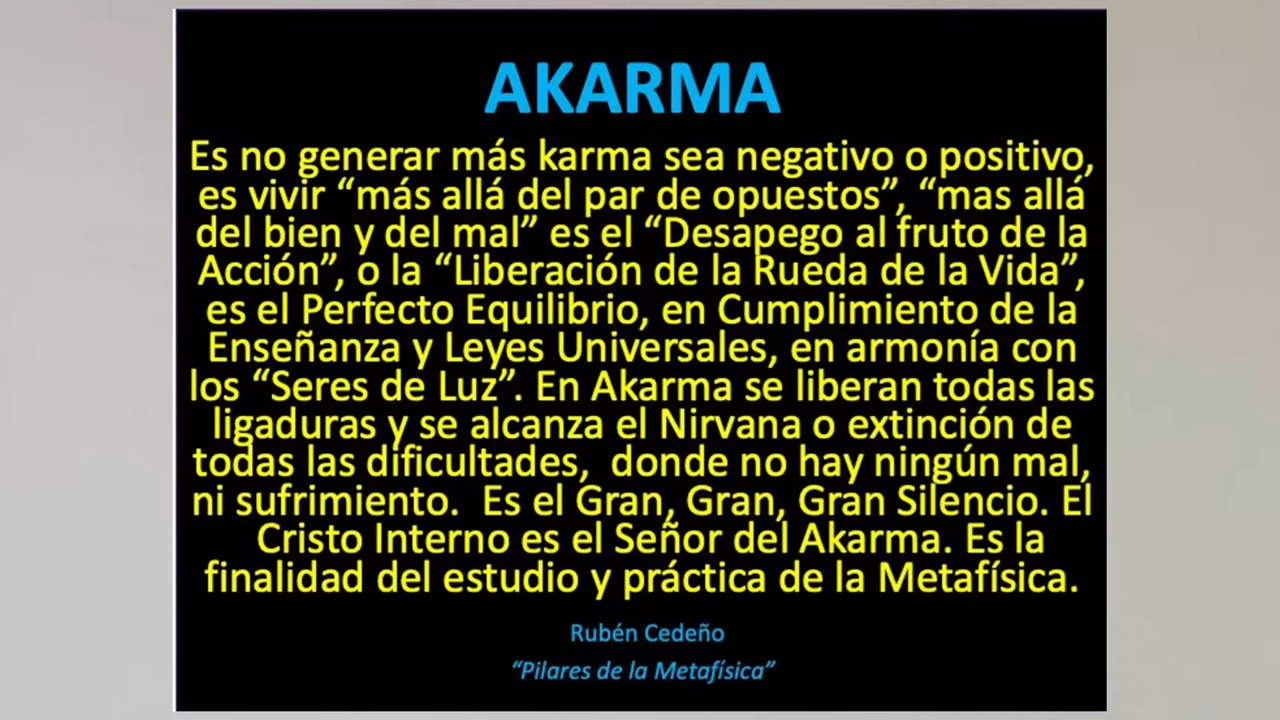 AKARMA
Es no generar más karma sea negativo o positivo,
es vivir “más allá del par de opuestos”, “mas allá
del bien y del mal” es el “Desapego al fruto de la
Acción”, o la “Liberación de la Rueda de la Vida”,
es el Perfecto Equilibrio, en Cumplimiento de la
Enseñanza y Leyes Universales, en armonía con
los “Seres de Luz”. En Akarma se liberan todas las
ligaduras y se alcanza el Nirvana o extinción de
todas las dificultades,  donde no hay ningún mal,
ni sufrimiento.  Es el Gran, Gran, Gran Silencio. El
Cristo Interno es el Señor del Akarma. Es la
finalidad del estudio y práctica de la Metafísica.
Rubén Cedeño
“Pilares de la Metafísica”